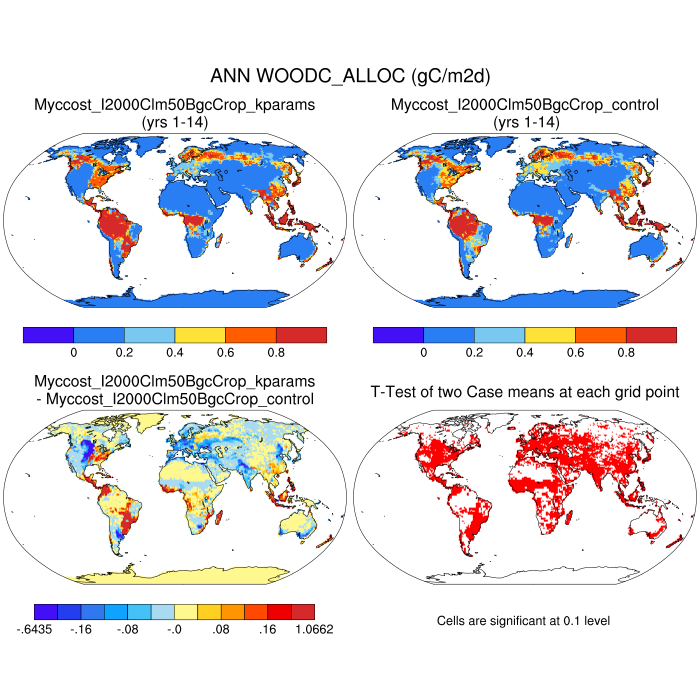 ANN WOODC_ALLOC (gC/m2d)
Myccost_I2000Clm50BgcCrop_kparams
(yrs 1-14)
Myccost_I2000Clm50BgcCrop_control
(yrs 1-14)
0 0.2 0.4 0.6 0.8
0 0.2 0.4 0.6 0.8
Myccost_I2000Clm50BgcCrop_kparams
- Myccost_I2000Clm50BgcCrop_control
T-Test of two Case means at each grid point
-.6435 -.16 -.08 -.0 .08 .16 1.0662
Cells are significant at 0.1 level